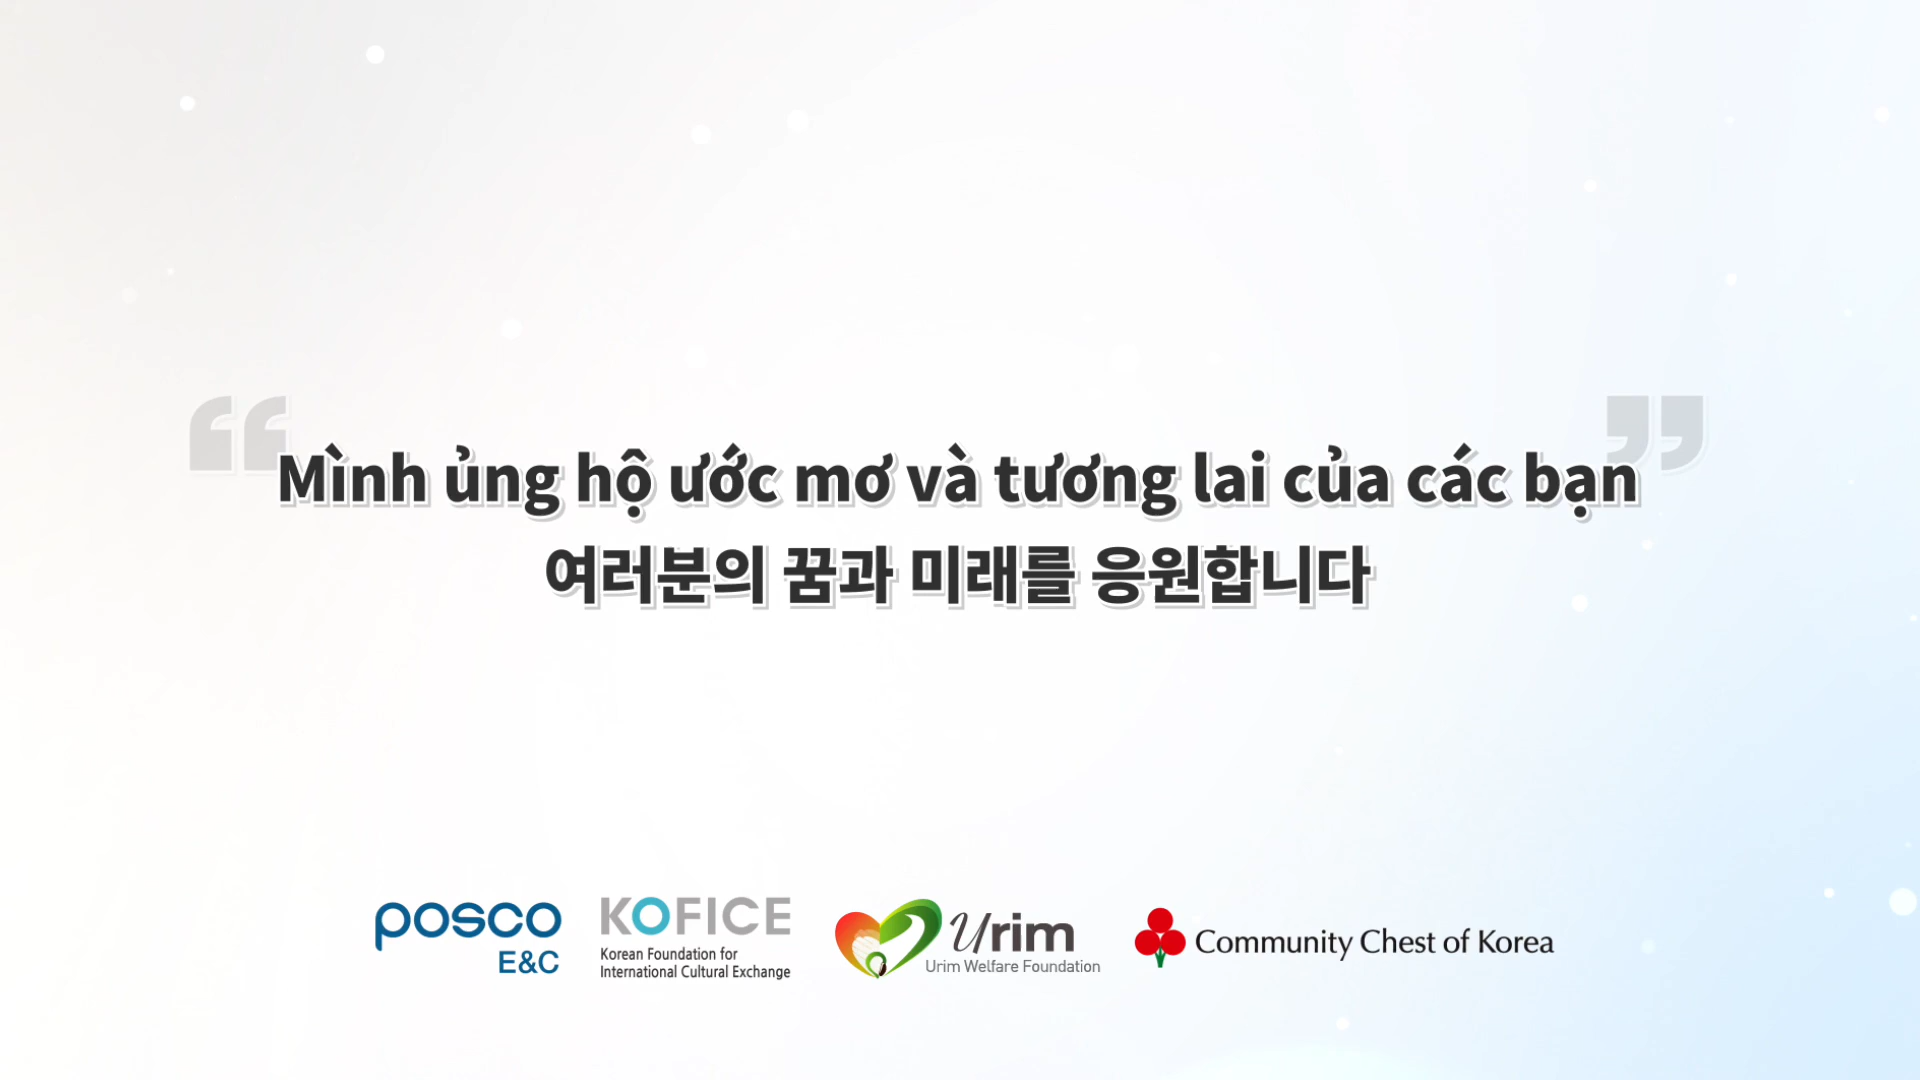 “Mình ủng hộ ước mơ và tương lai của các bạn”
여러분의 꿈과 미래를 응원합니다
posco
E&C
KOFICE
Korean Foundation for
International Cultural Exchange
Urim
Urim Welfare Foundation
Community Chest of Korea